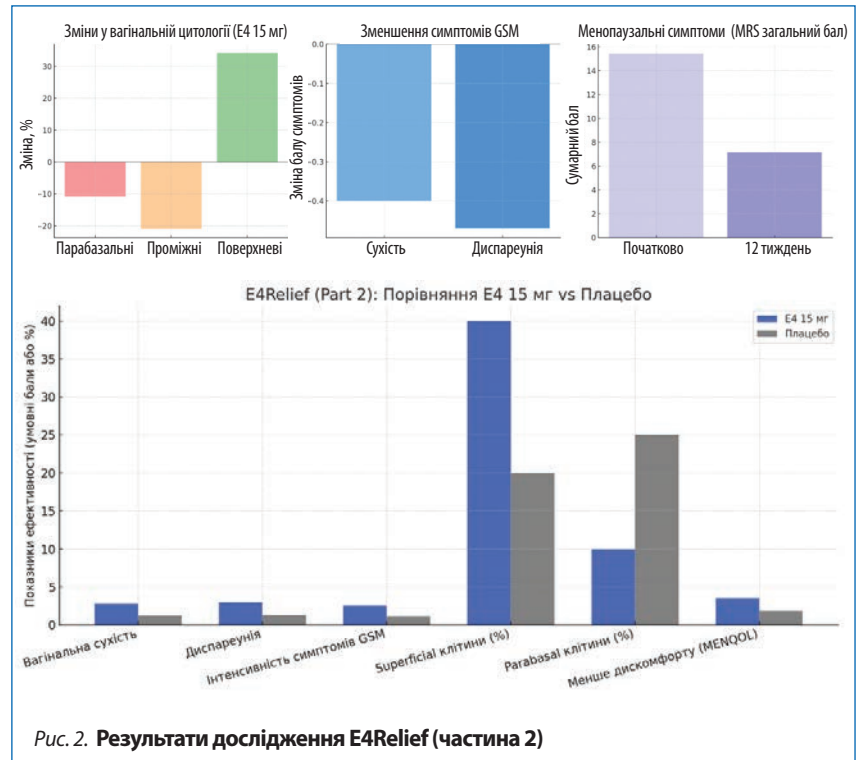 Зміни у вагінальній цитології (Е4 15 мг)
Зміна, %
30
20
10
0
−10
−20
Парабазальні Проміжні Поверхневі
Зменшення симптомів GSM
Зміна балу симптомів
0.0
−0.1
−0.2
−0.3
−0.4
Сухість Диспареунія
Менопаузальні симптоми (MRS загальний бал)
Сумарний бал
16
14
12
10
8
6
4
2
0
Початково 12 тиждень
E4Relief (Part 2): Порівняння Е4 15 мг vs Плацебо
Е4 15 мг
Плацебо
Показники ефективності (умовні бали або %)
40
35
30
25
20
15
10
5
0
Вагінальна сухість
Диспареунія
Інтенсивність симптомів GSM
Superficial клітини (%)
Parabasal клітини (%)
Менше дискомфорту (MENQOL)
Рис. 2. Результати дослідження E4Relief (частина 2)